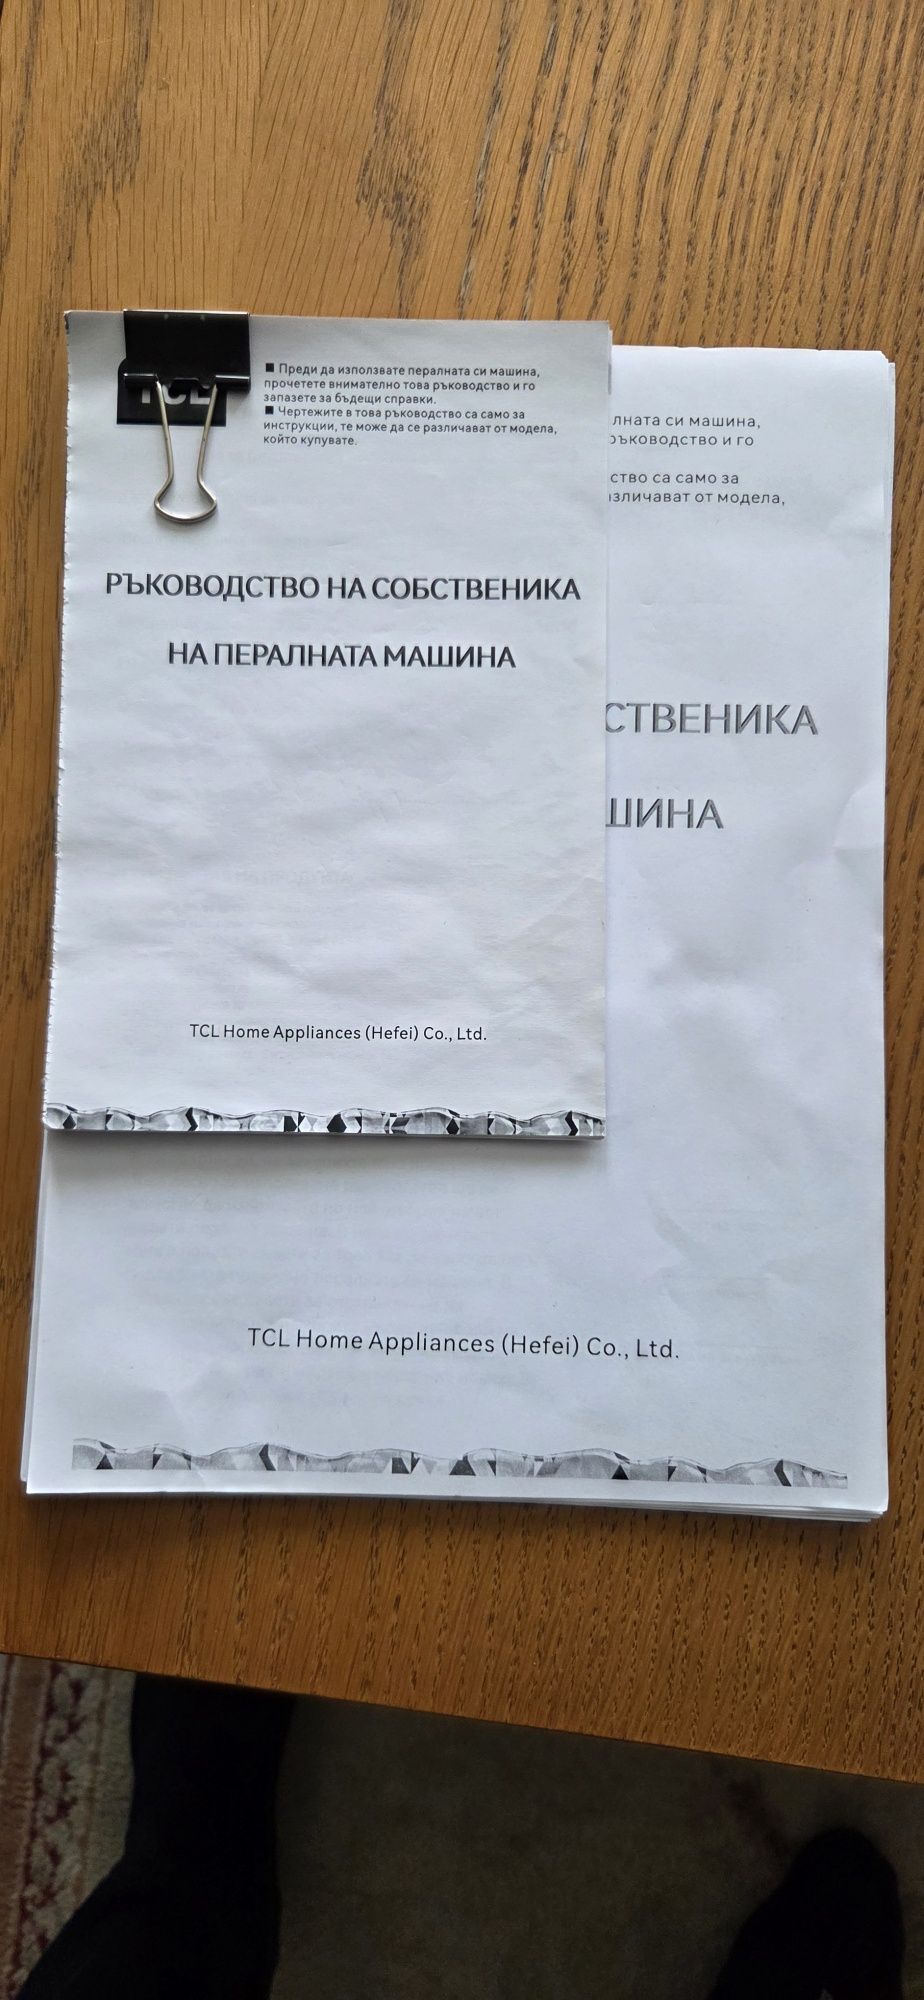 TCL
■ Преди да използвате пералната си машина,
прочетете внимателно това ръководство и го
запазете за бъдещи справки.
■ Чертежите в това ръководство са само за
инструкции, те може да се различават от модела,
който купувате.
РЪКОВОДСТВО НА СОБСТВЕНИКА
НА ПЕРАЛНАТА МАШИНА
TCL Home Appliances (Hefei) Co., Ltd.
лната си машина,
ръководство и го
ство са само за
азличават от модела,
СТВЕНИКА
ШИНА
TCL Home Appliances (Hefei) Co., Ltd.